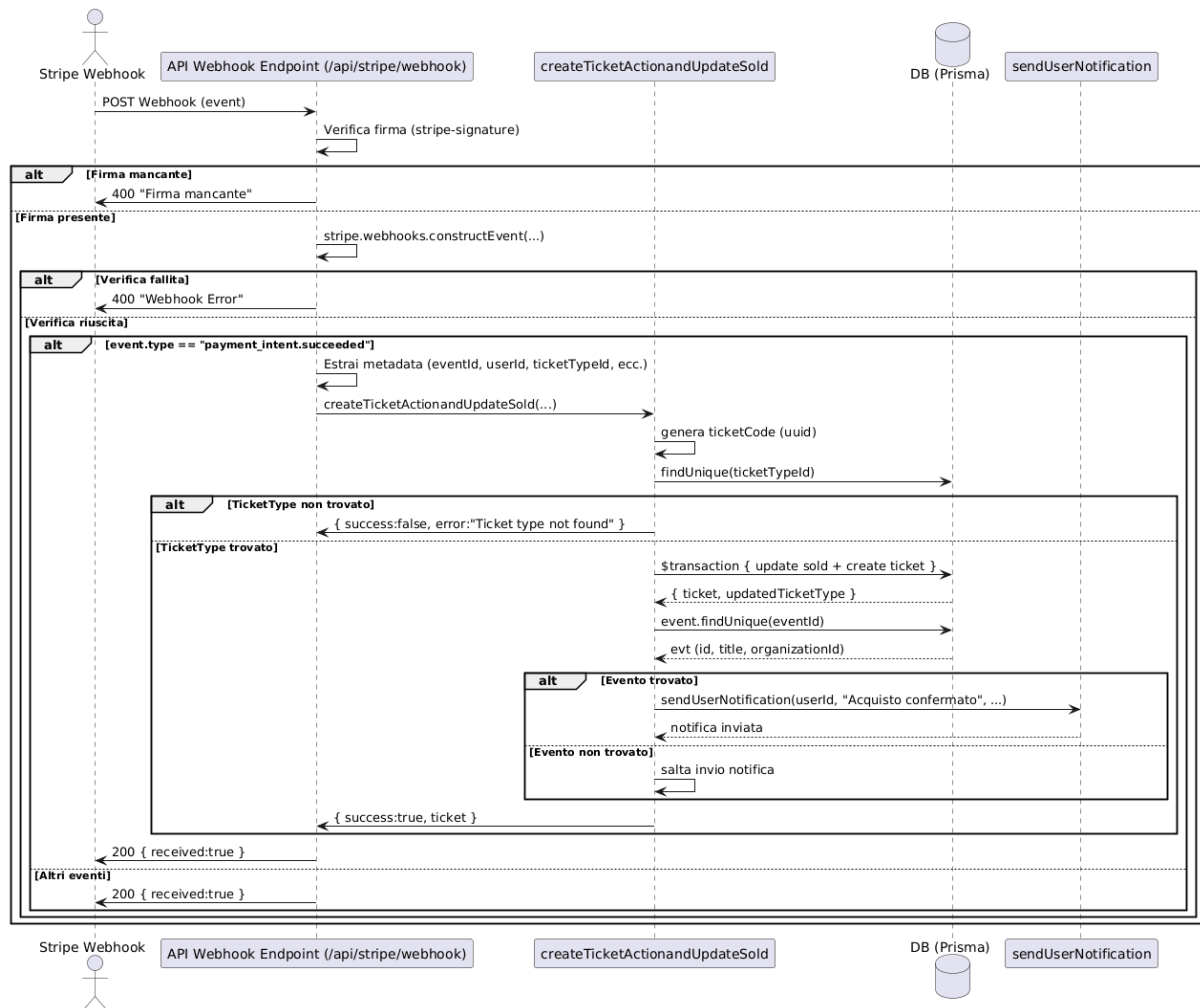 Stripe Webhook
API Webhook Endpoint (/api/stripe/webhook)
createTicketActionandUpdateSold
DB (Prisma)
sendUserNotification
POST Webhook (event)
Verifica firma (stripe-signature)
alt
[Firma mancante]
400 "Firma mancante"
[Firma presente]
stripe.webhooks.constructEvent(...)
alt
[Verifica fallita]
400 "Webhook Error"
[Verifica riuscita]
alt
[event.type == "payment_intent.succeeded"]
Estrai metadata (eventId, userId, ticketTypeId, ecc.)
createTicketActionandUpdateSold(...)
genera ticketCode (uuid)
findUnique(ticketTypeId)
alt
[TicketType non trovato]
{ success:false, error:"Ticket type not found" }
[TicketType trovato]
$transaction { update sold + create ticket }
{ ticket, updatedTicketType }
event.findUnique(eventId)
evt (id, title, organizationId)
alt
[Evento trovato]
sendUserNotification(userId, "Acquisto confermato", ...)
notifica inviata
[Evento non trovato]
salta invio notifica
{ success:true, ticket }
200 { received:true }
[Altri eventi]
200 { received:true }
Stripe Webhook
API Webhook Endpoint (/api/stripe/webhook)
createTicketActionandUpdateSold
DB (Prisma)
sendUserNotification